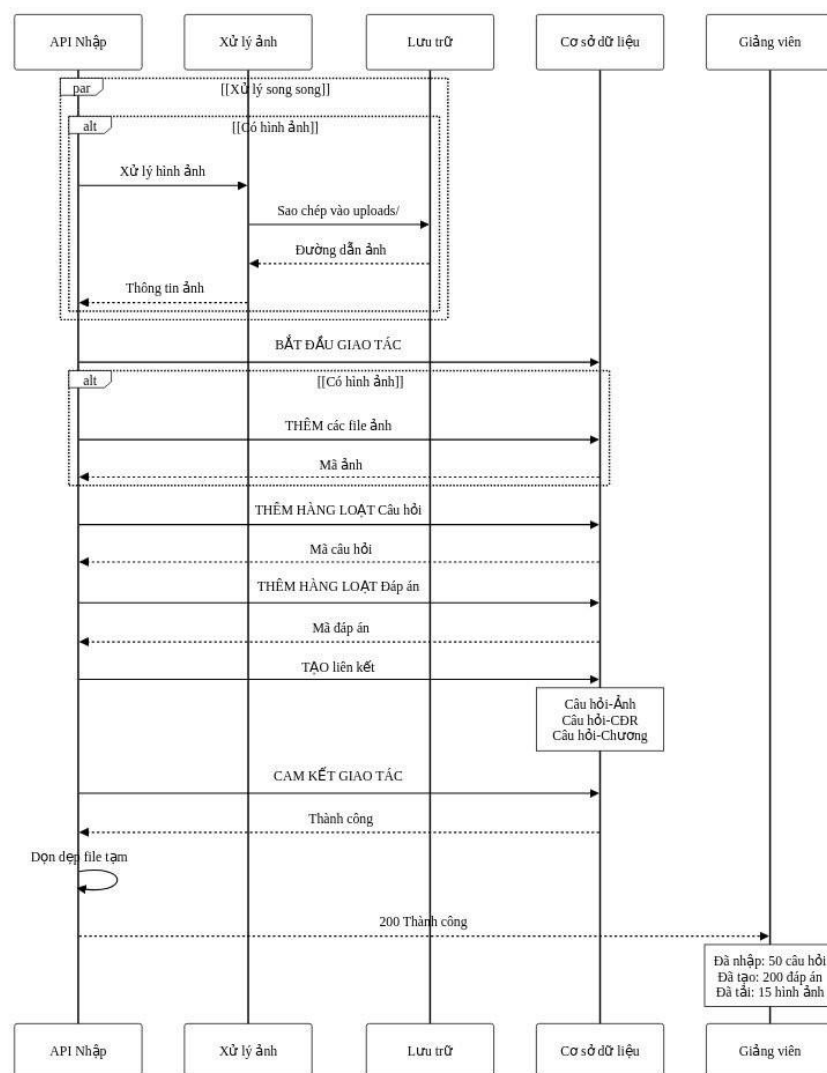 API Nhập
Xử lý ảnh
Lưu trữ
Cơ sở dữ liệu
Giảng viên
par
[[Xử lý song song]]
alt
[[Có hình ảnh]]
Xử lý hình ảnh
Sao chép vào uploads/
Đường dẫn ảnh
Thông tin ảnh
BẮT ĐẦU GIAO TÁC
alt
[[Có hình ảnh]]
THÊM các file ảnh
Mã ảnh
THÊM HÀNG LOẠT Câu hỏi
Mã câu hỏi
THÊM HÀNG LOẠT Đáp án
Mã đáp án
TẠO liên kết
Câu hỏi-Ảnh
Câu hỏi-CĐR
Câu hỏi-Chương
CAM KẾT GIAO TÁC
Thành công
Dọn dẹp file tạm
200 Thành công
Đã nhập: 50 câu hỏi
Đã tạo: 200 đáp án
Đã tải: 15 hình ảnh
API Nhập
Xử lý ảnh
Lưu trữ
Cơ sở dữ liệu
Giảng viên